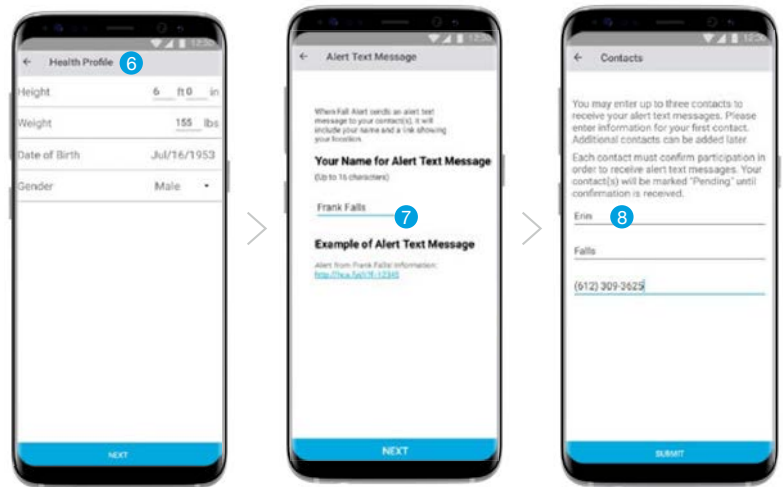 12:30
← Health Profile 6
Height 6 ft 0 in
Weight 155 lbs
Date of Birth Jul/16/1953
Gender Male
NEXT
12:30
← Alert Text Message
When Fall Alert sends an alert text
message to your contact(s), it will
include your name and a link showing
your location.
Your Name for Alert Text Message
(Up to 16 characters)
Frank Falls
7
Example of Alert Text Message
Alert from Frank Falls! Information:
NEXT
12:30
← Contacts
You may enter up to three contacts to
receive your alert text messages. Please
enter information for your first contact.
Additional contacts can be added later
Each contact must confirm participation in
order to receive alert text messages. Your
contact(s) will be marked "Pending" until
confirmation is received.
Erin 8
Falls
(612) 309-3625
SUBMIT